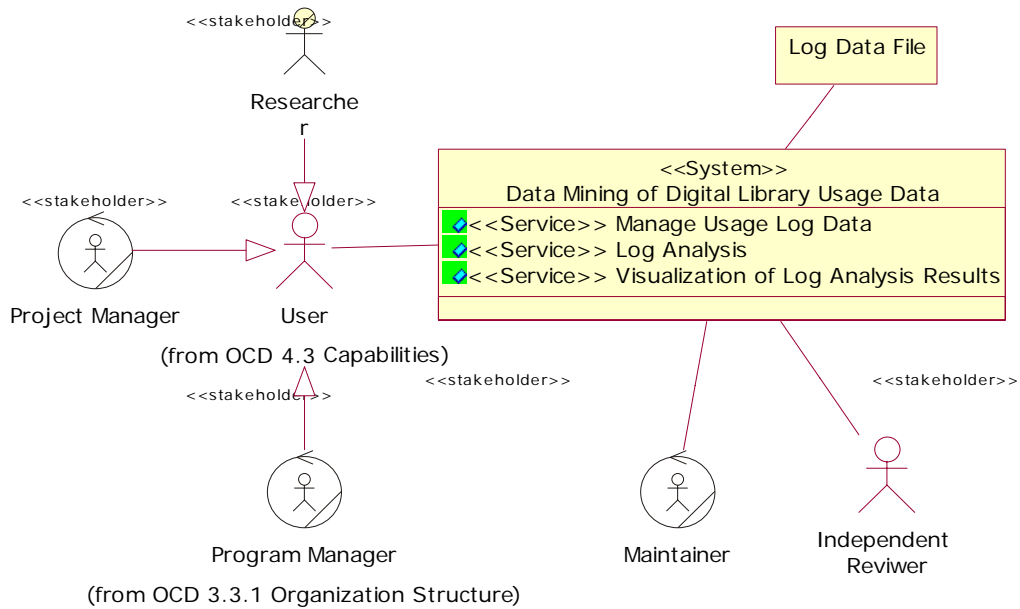 <<stakeholder>>
Researche
r
Log Data File
<<System>>
Data Mining of Digital Library Usage Data
<<Service>> Manage Usage Log Data
<<Service>> Log Analysis
<<Service>> Visualization of Log Analysis Results
<<stakeholder>>
<<stakeholder>>
Project Manager
User
(from OCD 4.3 Capabilities)
<<stakeholder>>
<<stakeholder>>
<<stakeholder>>
Program Manager
(from OCD 3.3.1 Organization Structure)
Maintainer
Independent
Reviwer